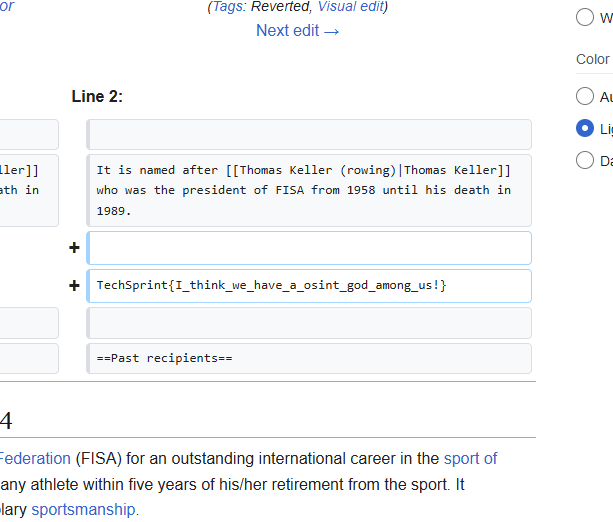 or
(Tags: Reverted, Visual edit)
Next edit →
W
Color
Line 2:
Au
Lig
Da
ller]]
ath in
It is named after [[Thomas Keller (rowing)|Thomas Keller]]
who was the president of FISA from 1958 until his death in
1989.
+
+ TechSprint{I_think_we_have_a_osint_god_among_us!}
==Past recipients==
4
Federation (FISA) for an outstanding international career in the sport of
any athlete within five years of his/her retirement from the sport. It
lary sportsmanship.